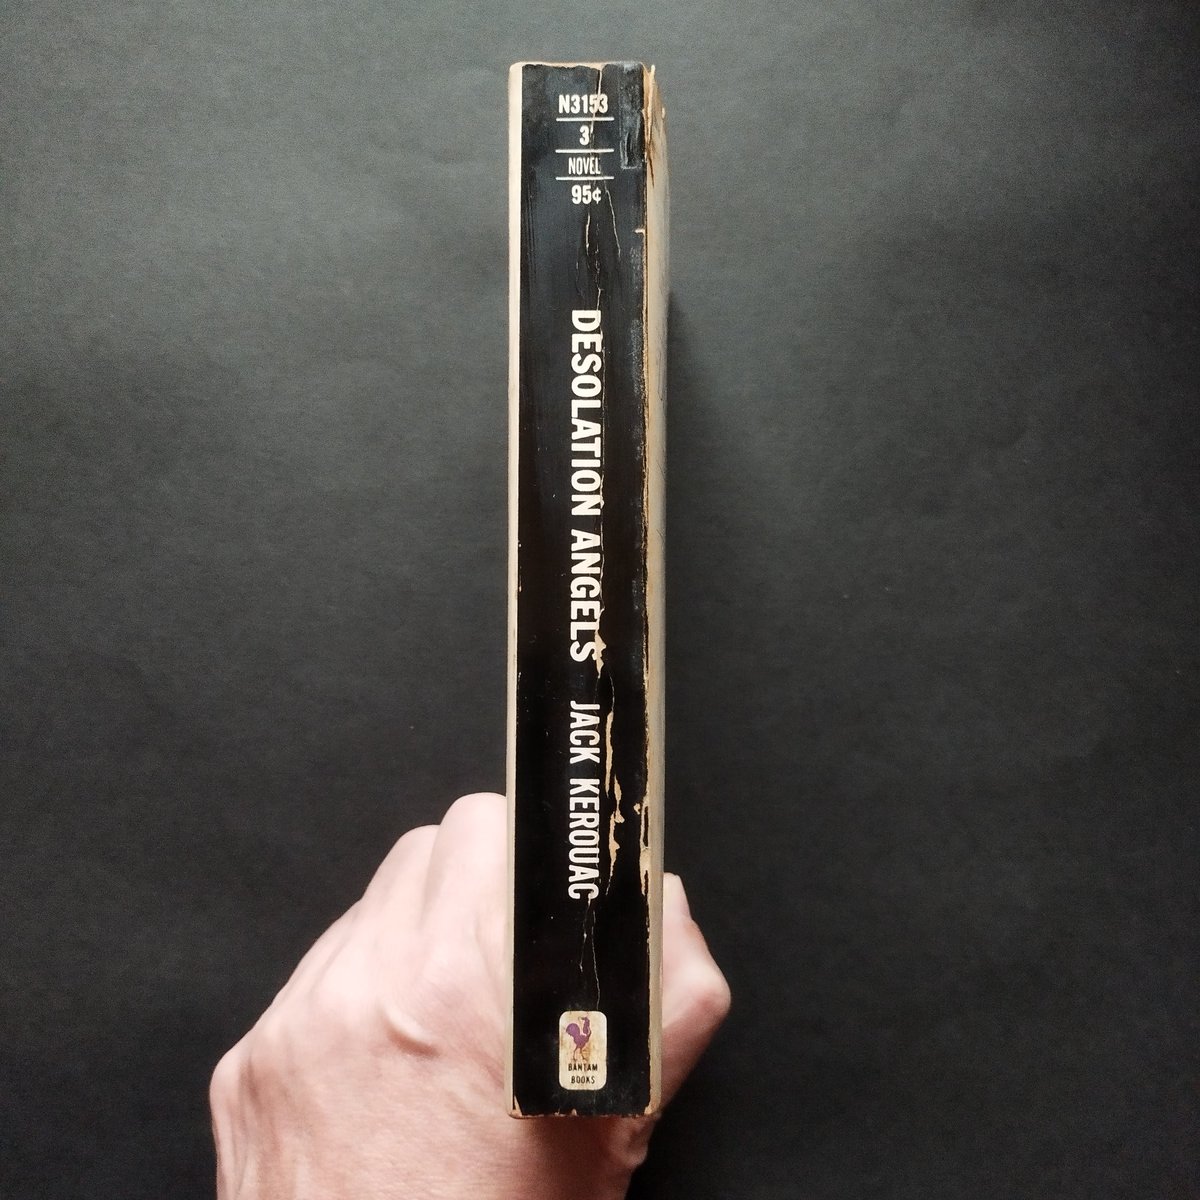 N3153
3
NOVEL
95¢
DESOLATION ANGELS JACK KEROUAC
BANTAM
BOOKS